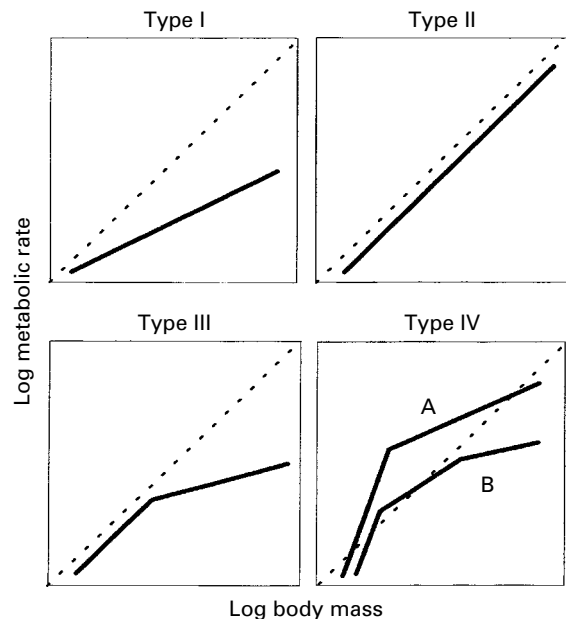 Type I
Type II
Log metabolic rate
Type III
Type IV
A
B
Log body mass